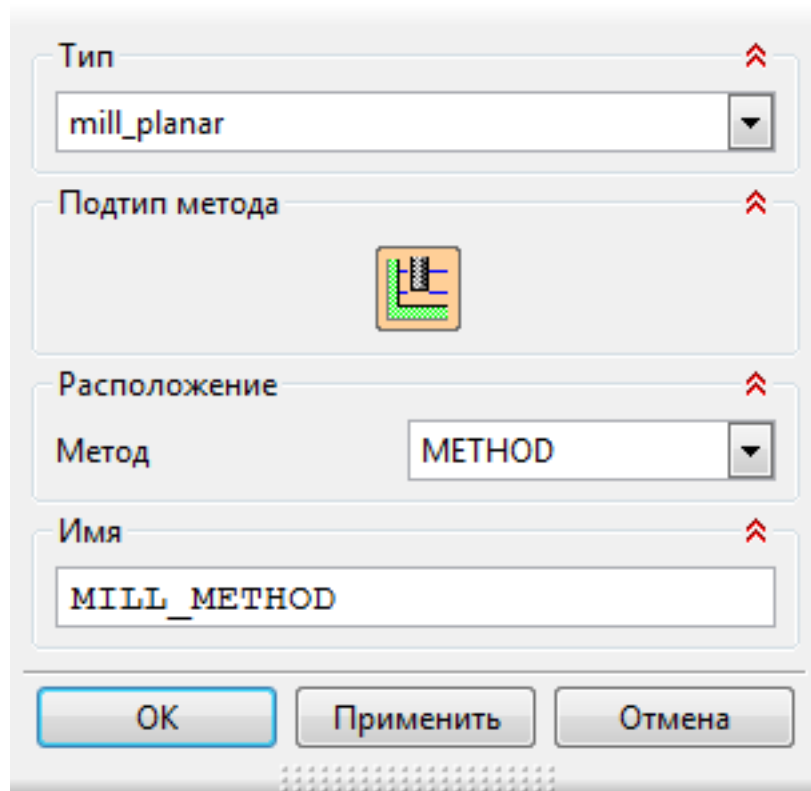 Тип
mill_planar
Подтип метода
Расположение
Метод METHOD
Имя
MILL_METHOD
OK Применить Отмена